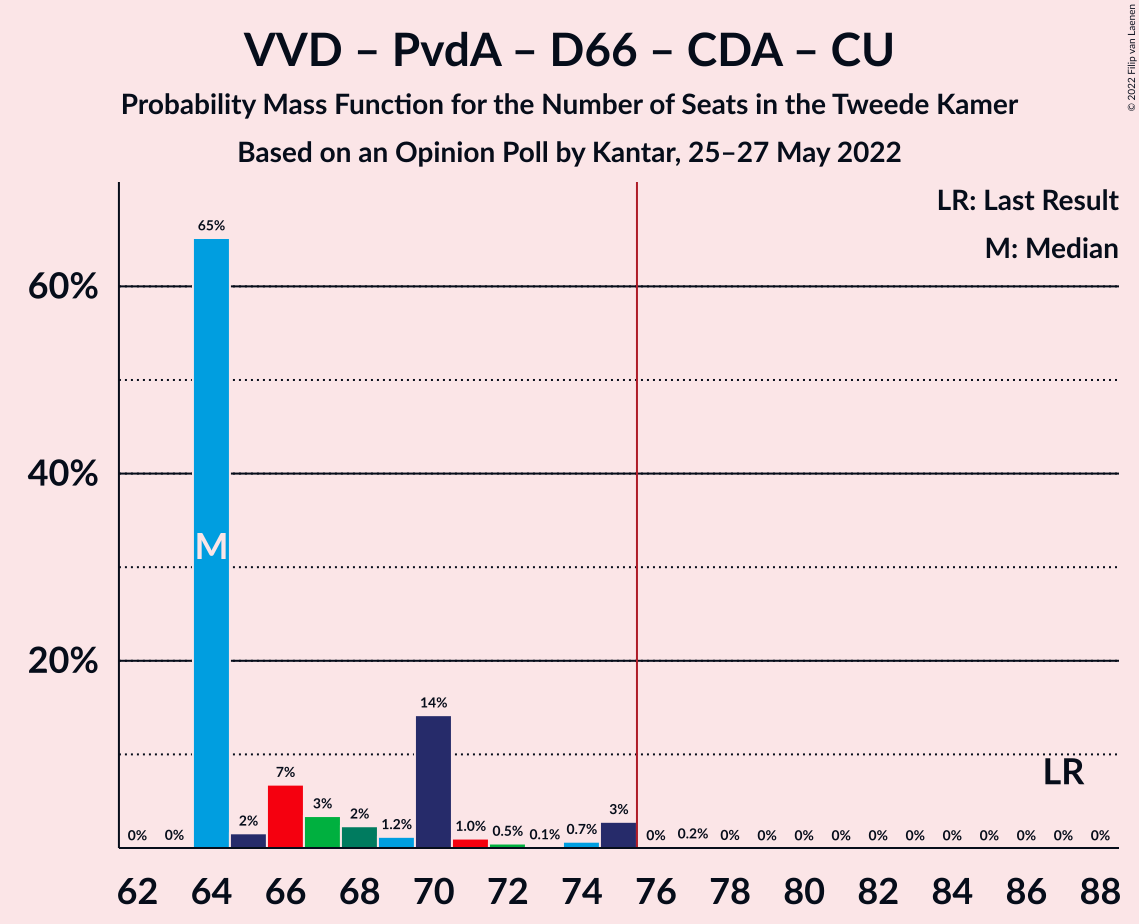 VVD – PvdA – D66 – CDA – CU
Probability Mass Function for the Number of Seats in the Tweede Kamer
Based on an Opinion Poll by Kantar, 25–27 May 2022
© 2022 Filip van Laenen
LR: Last Result
M: Median
60%
40%
20%
0% 0% 65% 2% 7% 3% 2% 1.2% 14% 1.0% 0.5% 0.1% 0.7% 3% 0% 0.2% 0% 0% 0% 0% 0% 0% 0% 0% 0% 0% 0%
M
LR
62 64 66 68 70 72 74 76 78 80 82 84 86 88